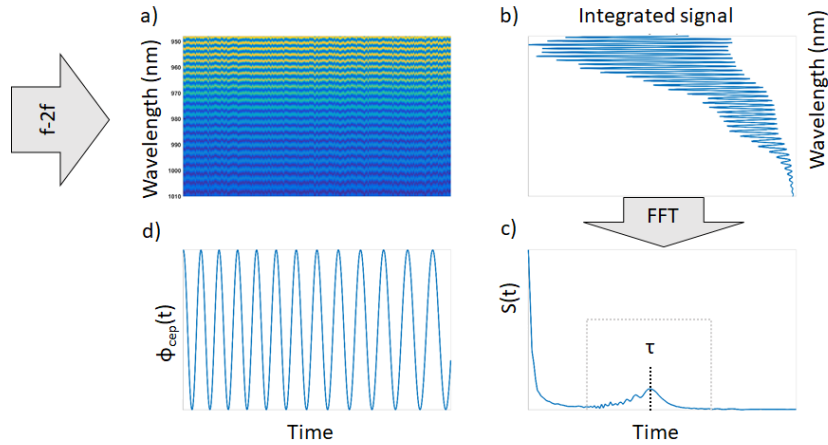 a)
b)
Integrated signal
f-2f
Wavelength (nm)
950
960
970
980
990
1000
1010
Wavelength (nm)
FFT
d)
c)
Φcep(t)
S(t)
τ
Time
Time